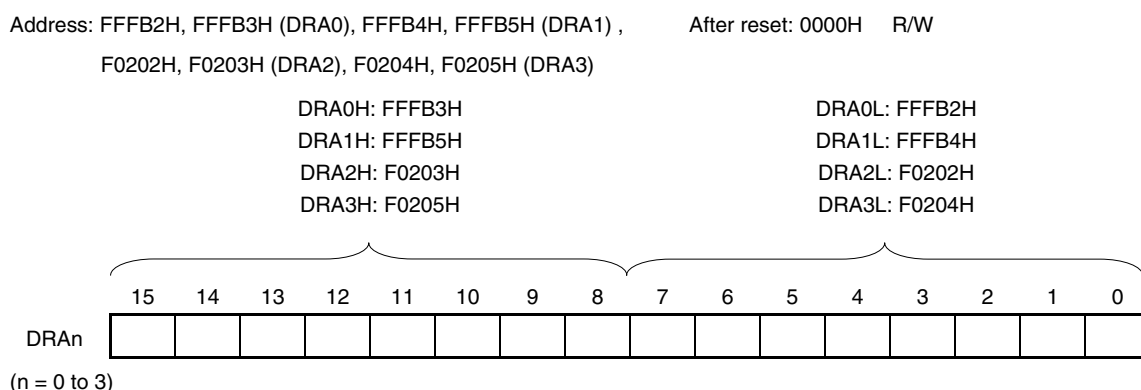 Address: FFFB2H, FFFB3H (DRA0), FFFB4H, FFFB5H (DRA1) , After reset: 0000H R/W
F0202H, F0203H (DRA2), F0204H, F0205H (DRA3)
DRA0H: FFFB3H DRA0L: FFFB2H
DRA1H: FFFB5H DRA1L: FFFB4H
DRA2H: F0203H DRA2L: F0202H
DRA3H: F0205H DRA3L: F0204H
15 14 13 12 11 10 9 8 7 6 5 4 3 2 1 0
DRAn
(n = 0 to 3)